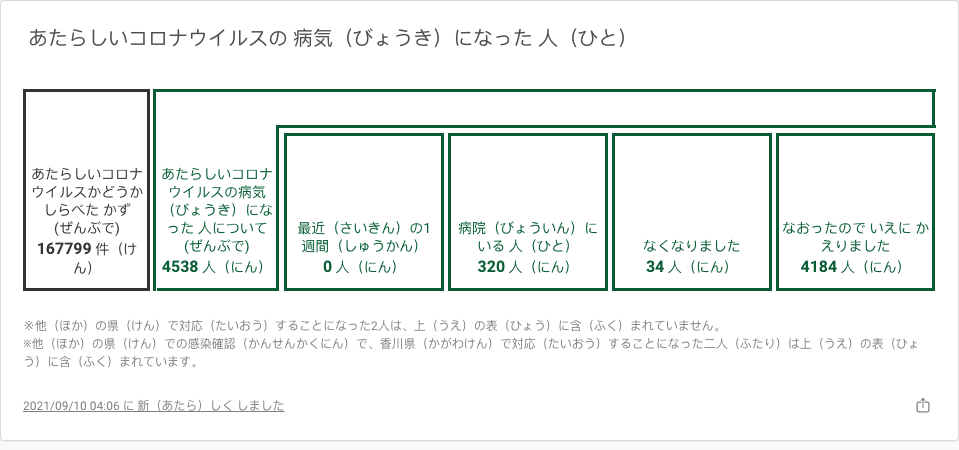 あたらしいコロナウイルスの 病気（びょうき）になった 人（ひと）
あたらしいコロナ
ウイルスかどうか
しらべた かず
(ぜんぶで)
167799 件（け
ん）
あたらしいコロナ
ウイルスの病気
（びょうき）にな
った 人について
(ぜんぶで)
4538 人（にん）
最近（さいきん）の1
週間（しゅうかん）
0 人（にん）
病院（びょういん）に
いる 人（ひと）
320 人（にん）
なくなりました
34 人（にん）
なおったので いえに か
えりました
4184 人（にん）
※他（ほか）の県（けん）で対応（たいおう）することになった2人は、上（うえ）の表（ひょう）に含（ふく）まれていません。
※他（ほか）の県（けん）での感染確認（かんせんかくにん）で、香川県（かがわけん）で対応（たいおう）することになった二人（ふたり）は上（うえ）の表（ひょ
う）に含（ふく）まれています。
2021/09/10 04:06 に 新（あたら）しく しました